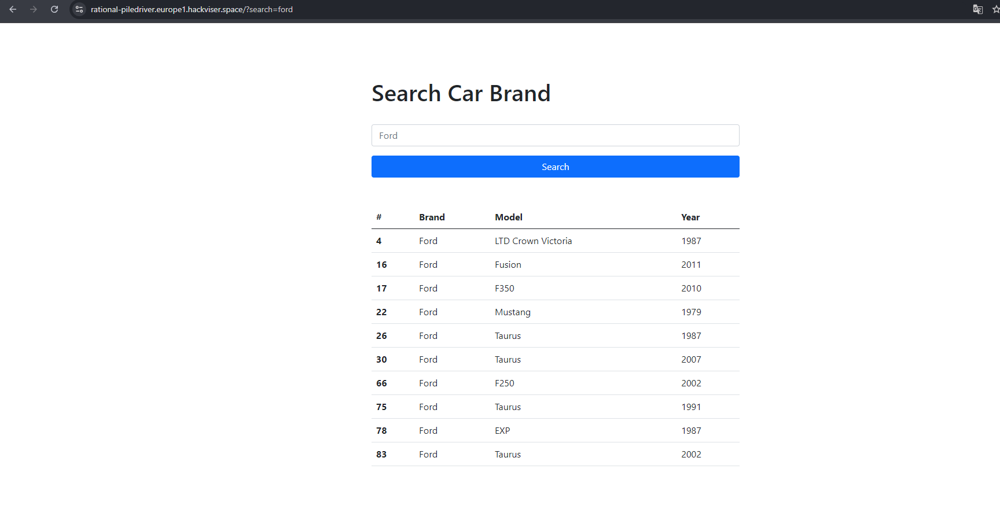 rational-piledriver.europe1.hackviser.space/?search=ford
Search Car Brand
Ford
Search
# Brand Model Year
4 Ford LTD Crown Victoria 1987
16 Ford Fusion 2011
17 Ford F350 2010
22 Ford Mustang 1979
26 Ford Taurus 1987
30 Ford Taurus 2007
66 Ford F250 2002
75 Ford Taurus 1991
78 Ford EXP 1987
83 Ford Taurus 2002